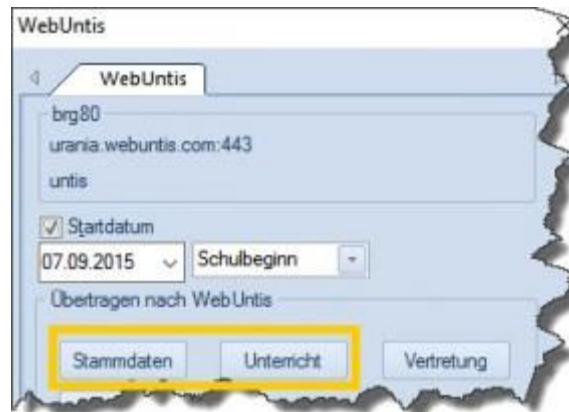 WebUntis
WebUntis
brg80
urania.webuntis.com:443
untis
Startdatum
07.09.2015 Schulbeginn
Übertragen nach WebUntis
Stammdaten Unterricht Vertretung